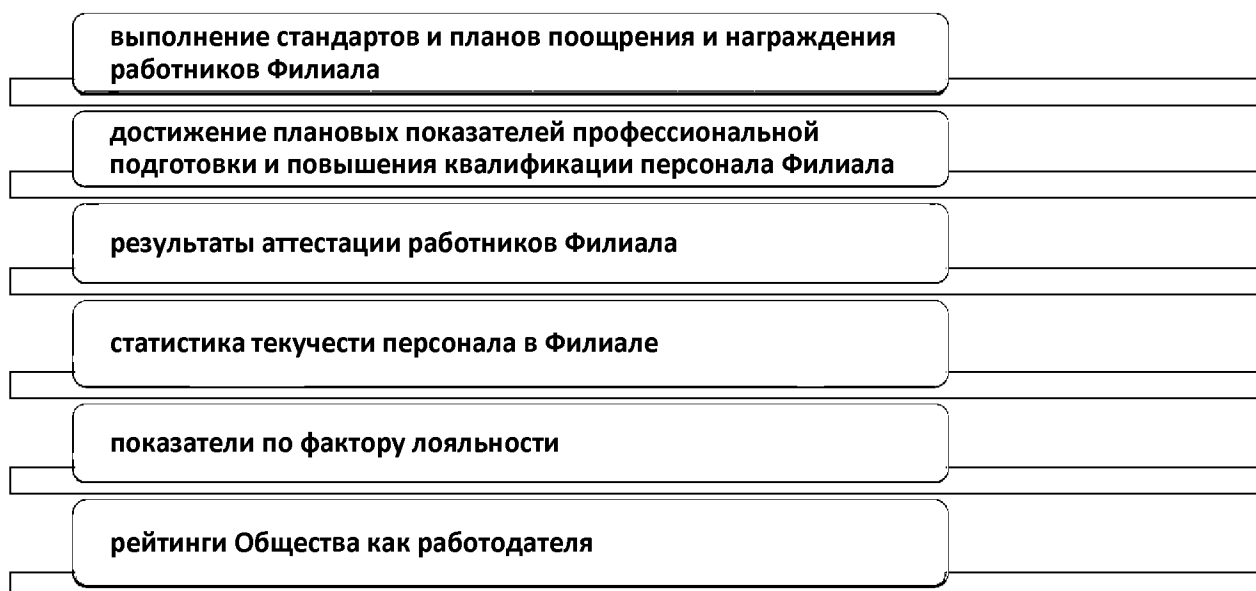 выполнение стандартов и планов поощрения и награждения
работников Филиала
достижение плановых показателей профессиональной
подготовки и повышения квалификации персонала Филиала
результаты аттестации работников Филиала
статистика текучести персонала в Филиале
показатели по фактору лояльности
рейтинги Общества как работодателя